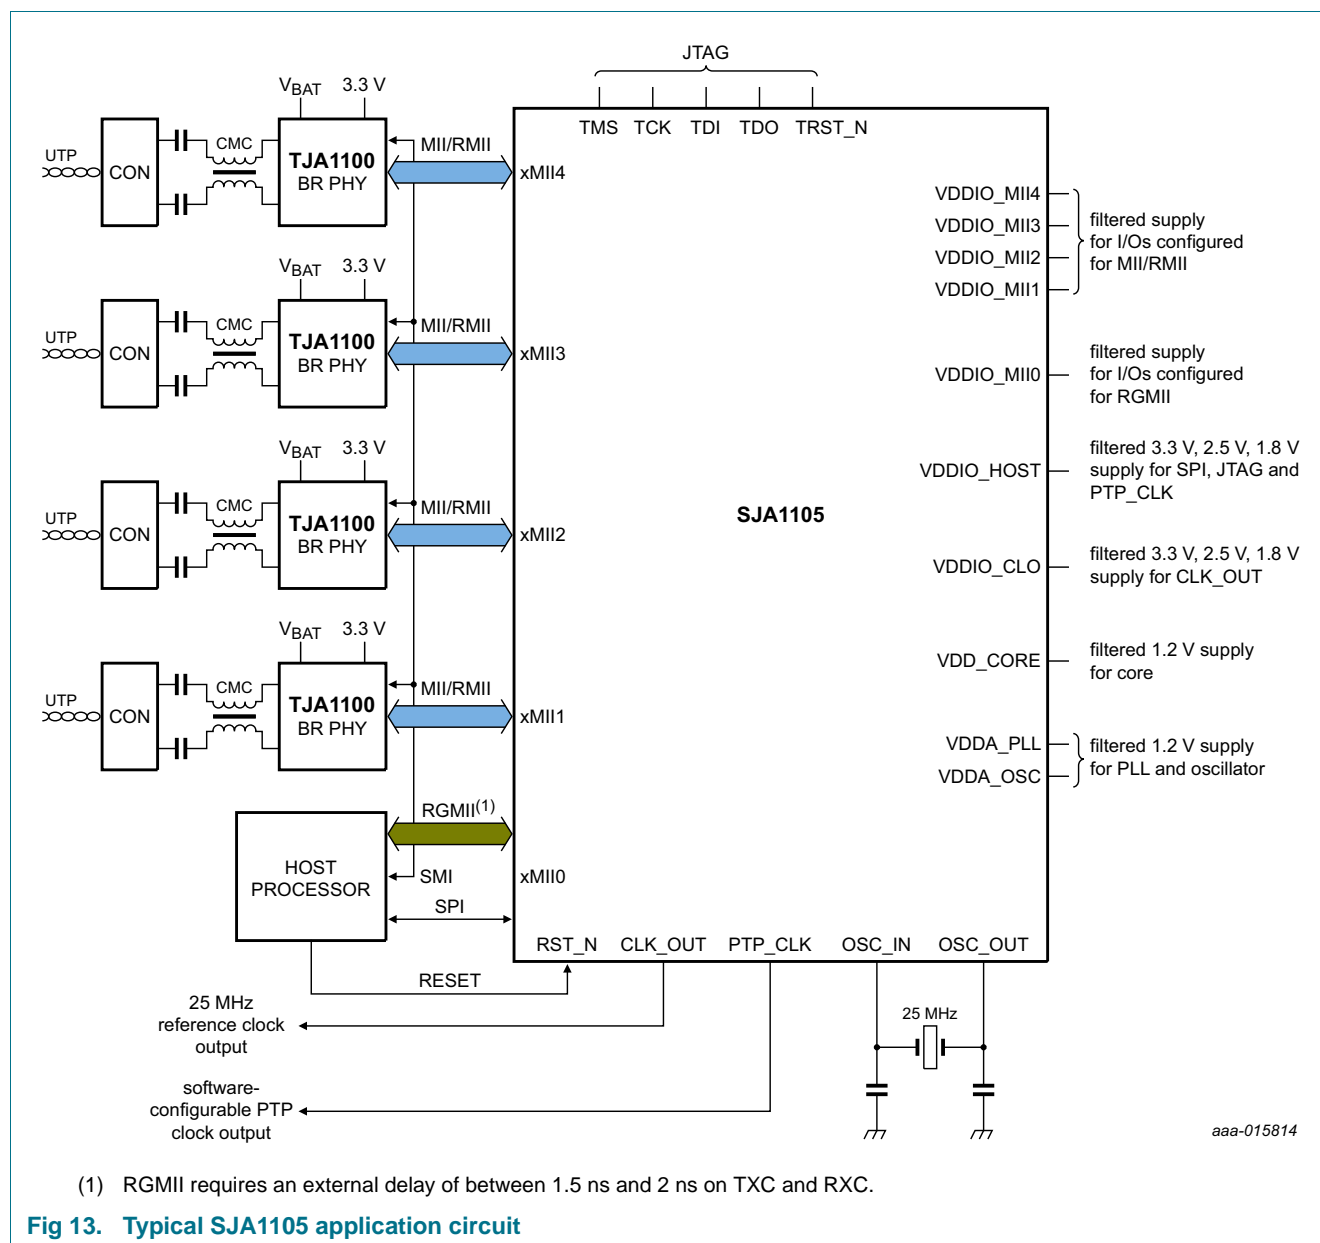 JTAG
TMS TCK TDI TDO TRST_N
VBAT 3.3 V
UTP
CON
CMC
TJA1100
BR PHY
MII/RMII
xMII4
VBAT 3.3 V
UTP
CON
CMC
TJA1100
BR PHY
MII/RMII
xMII3
VBAT 3.3 V
UTP
CON
CMC
TJA1100
BR PHY
MII/RMII
xMII2
VBAT 3.3 V
UTP
CON
CMC
TJA1100
BR PHY
MII/RMII
xMII1
HOST
PROCESSOR
RGMII(1)
SMI
xMII0
SPI
SJA1105
VDDIO_MII4
VDDIO_MII3
VDDIO_MII2
VDDIO_MII1
filtered supply
for I/Os configured
for MII/RMII
VDDIO_MII0
filtered supply
for I/Os configured
for RGMII
VDDIO_HOST
filtered 3.3 V, 2.5 V, 1.8 V
supply for SPI, JTAG and
PTP_CLK
VDDIO_CLO
filtered 3.3 V, 2.5 V, 1.8 V
supply for CLK_OUT
VDD_CORE
filtered 1.2 V supply
for core
VDDA_PLL
VDDA_OSC
filtered 1.2 V supply
for PLL and oscillator
RST_N CLK_OUT PTP_CLK OSC_IN OSC_OUT
RESET
25 MHz
reference clock
output
25 MHz
software-
configurable PTP
clock output
aaa-015814
(1) RGMII requires an external delay of between 1.5 ns and 2 ns on TXC and RXC.
Fig 13. Typical SJA1105 application circuit